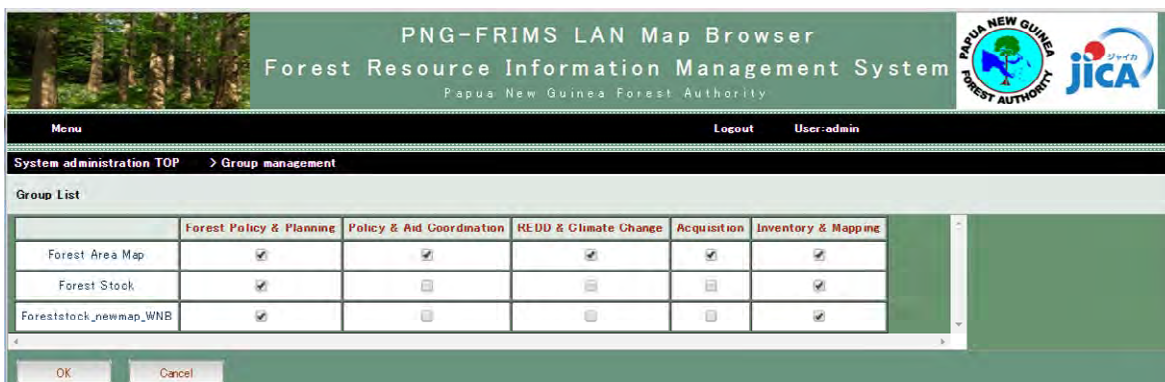 PNG-FRIMS LAN Map Browser
Forest Resource Information Management System
Papua New Guinea Forest Authority
PAPUA NEW GUINEA
FOREST AUTHORITY
ジャイカ
JICA
Menu Logout User:admin
System administration TOP > Group management
Group List
Forest Policy & Planning Policy & Aid Coordination REDD & Climate Change Acquisition Inventory & Mapping
Forest Area Map
Forest Stock
Foreststock_newmap_WNB
OK Cancel